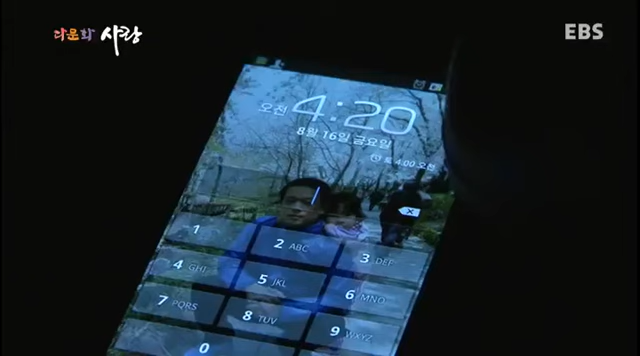 다문화 사랑
EBS
오전 4:20
8월 16일 금요일
토 4:00 오전
1
2 ABC
3 DEF
4 GHI
5 JKL
6 MNO
7 PQRS
8 TUV
9 WXYZ
0